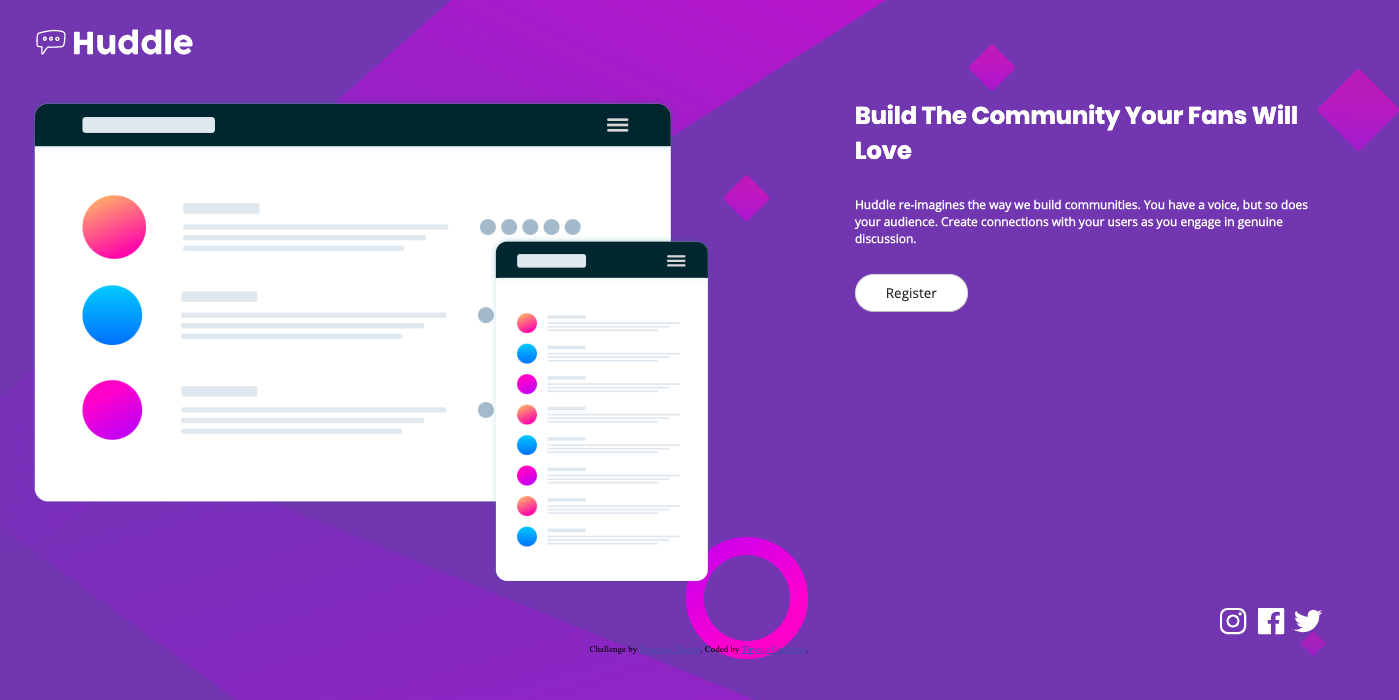 Huddle
Build The Community Your Fans Will
Love
Huddle re-imagines the way we build communities. You have a voice, but so does
your audience. Create connections with your users as you engage in genuine
discussion.
Register
Challenge by . Coded by .